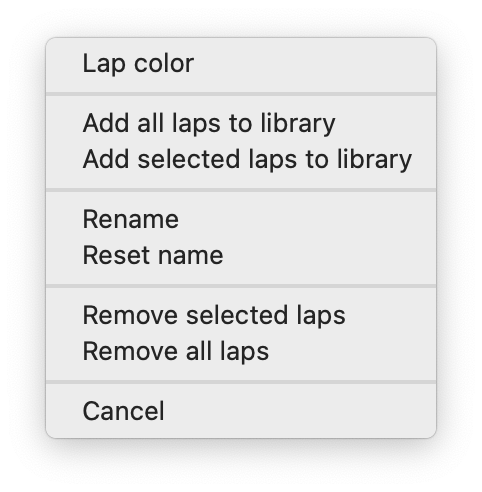 Lap color
Add all laps to library
Add selected laps to library
Rename
Reset name
Remove selected laps
Remove all laps
Cancel